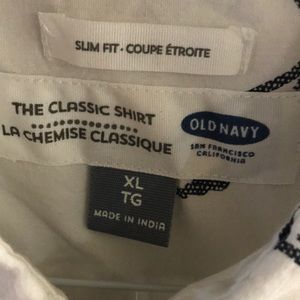 SLIM FIT • COUPE ÉTROITE
THE CLASSIC SHIRT
LA CHEMISE CLASSIQUE
OLD NAVY
SAN FRANCISCO
CALIFORNIA
XL
TG
MADE IN INDIA